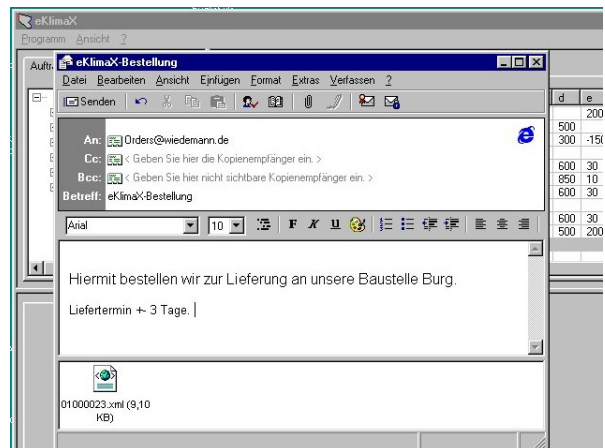 eKlimaX
Programm Ansicht ?
eKlimaX-Bestellung
Datei Bearbeiten Ansicht Einfügen Format Extras Verfassen ?
Senden
An: Orders@wiedemann.de
Cc: < Geben Sie hier die Kopienempfänger ein. >
Bcc: < Geben Sie hier nicht sichtbare Kopienempfänger ein. >
Betreff: eKlimaX-Bestellung
Arial 10 F K U
Hiermit bestellen wir zur Lieferung an unsere Baustelle Burg.
Liefertermin +- 3 Tage.
01000023.xml (9,10
KB)
d e
200
500
300 -150
600 30
850 10
600 30
600 30
500 200